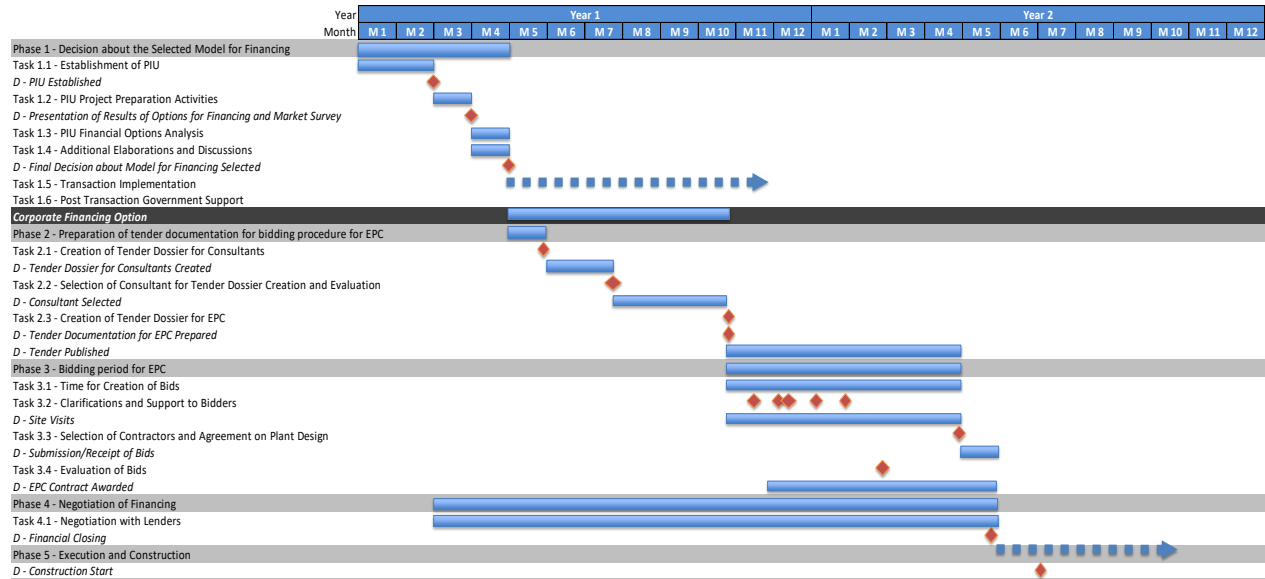 Year Year 1 Year 2
Month M 1 M 2 M 3 M 4 M 5 M 6 M 7 M 8 M 9 M 10 M 11 M 12 M 1 M 2 M 3 M 4 M 5 M 6 M 7 M 8 M 9 M 10 M 11 M 12
Phase 1 - Decision about the Selected Model for Financing
Task 1.1 - Establishment of PIU
D - PIU Established
Task 1.2 - PIU Project Preparation Activities
D - Presentation of Results of Options for Financing and Market Survey
Task 1.3 - PIU Financial Options Analysis
Task 1.4 - Additional Elaborations and Discussions
D - Final Decision about Model for Financing Selected
Task 1.5 - Transaction Implementation
Task 1.6 - Post Transaction Government Support
Corporate Financing Option
Phase 2 - Preparation of tender documentation for bidding procedure for EPC
Task 2.1 - Creation of Tender Dossier for Consultants
D - Tender Dossier for Consultants Created
Task 2.2 - Selection of Consultant for Tender Dossier Creation and Evaluation
D - Consultant Selected
Task 2.3 - Creation of Tender Dossier for EPC
D - Tender Documentation for EPC Prepared
D - Tender Published
Phase 3 - Bidding period for EPC
Task 3.1 - Time for Creation of Bids
Task 3.2 - Clarifications and Support to Bidders
D - Site Visits
Task 3.3 - Selection of Contractors and Agreement on Plant Design
D - Submission/Receipt of Bids
Task 3.4 - Evaluation of Bids
D - EPC Contract Awarded
Phase 4 - Negotiation of Financing
Task 4.1 - Negotiation with Lenders
D - Financial Closing
Phase 5 - Execution and Construction
D - Construction Start